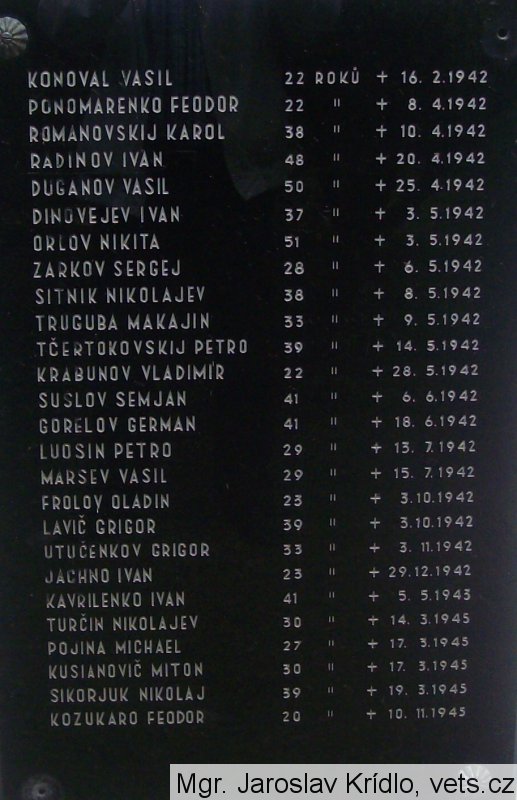 KONOVAL VASIL 22 ROKŮ + 16. 2.1942
PONOMARENKO FEODOR 22 " + 8. 4.1942
ROMANOVSKIJ KAROL 38 " + 10. 4.1942
RADINOV IVAN 48 " + 20. 4.1942
DUGANOV VASIL 50 " + 25. 4.1942
DINOVEJEV IVAN 37 " + 3. 5.1942
ORLOV NIKITA 51 " + 3. 5.1942
ZARKOV SERGEJ 28 " + 6. 5.1942
SITNIK NIKOLAJEV 38 " + 8. 5.1942
TRUGUBA MAKAJIN 33 " + 9. 5.1942
TČERTOKOVSKIJ PETRO 39 " + 14. 5.1942
KRABUNOV VLADIMÍR 22 " + 28. 5.1942
SUSLOV SEMJAN 41 " + 6. 6.1942
GORELOV GERMAN 41 " + 18. 6.1942
LUOSIN PETRO 29 " + 13. 7.1942
MARSEV VASIL 29 " + 15. 7.1942
FROLOV OLADIN 23 " + 3.10.1942
LAVIČ GRIGOR 39 " + 3.10.1942
UTUČENKOV GRIGOR 33 " + 3. 11.1942
JACHNO IVAN 23 " + 29.12.1942
KAVRILENKO IVAN 41 " + 5. 5.1943
TURČIN NIKOLAJEV 30 " + 14. 3.1945
POJINA MICHAEL 27 " + 17. 3.1945
KUSIANOVIČ MITON 30 " + 17. 3.1945
SIKORJUK NIKOLAJ 39 " + 19. 3.1945
KOZUKARO FEODOR 20 " + 10. 11.1945
Mgr. Jaroslav Krídlo, vets.cz